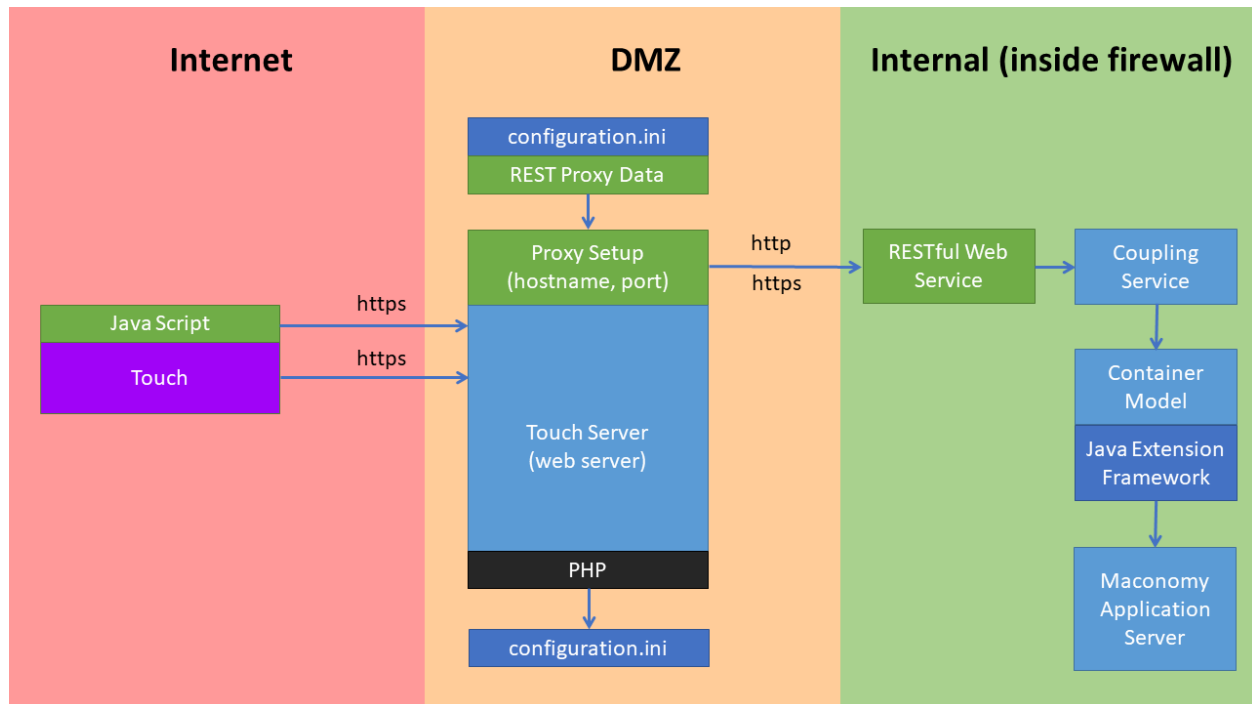 Internet
DMZ
Internal (inside firewall)
configuration.ini
REST Proxy Data
Proxy Setup
(hostname, port)
http
https
RESTful Web
Service
Coupling
Service
Java Script
https
Touch
https
Touch Server
(web server)
Container
Model
Java Extension
Framework
PHP
configuration.ini
Maconomy
Application
Server